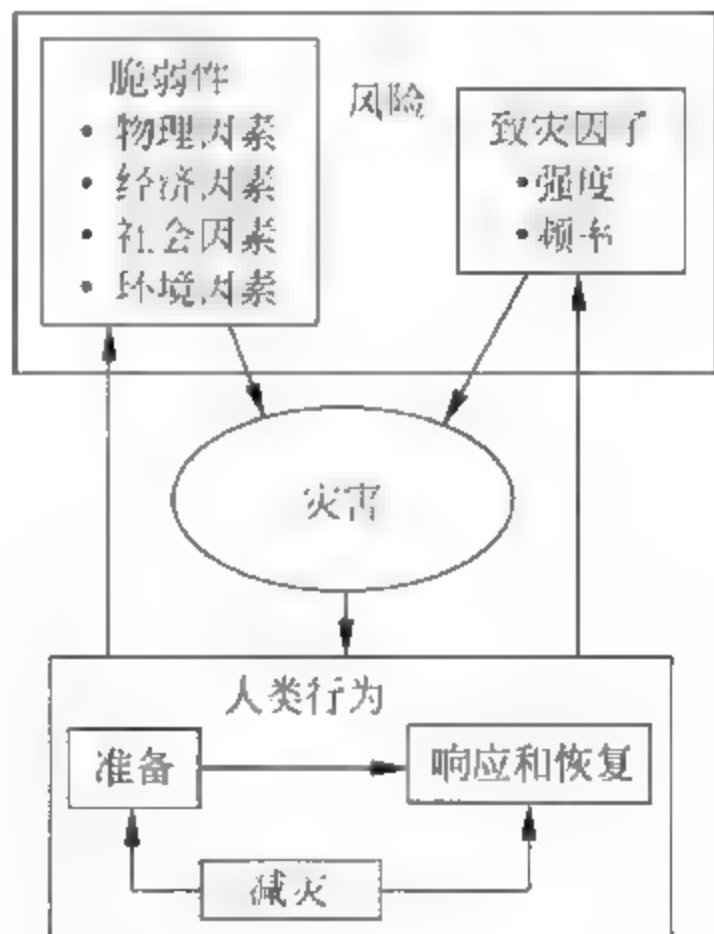 脆弱性
• 物理因素
• 经济因素
• 社会因素
• 环境因素
风险
致灾因子
•强度
•频率
灾害
人类行为
准备
响应和恢复
减灾